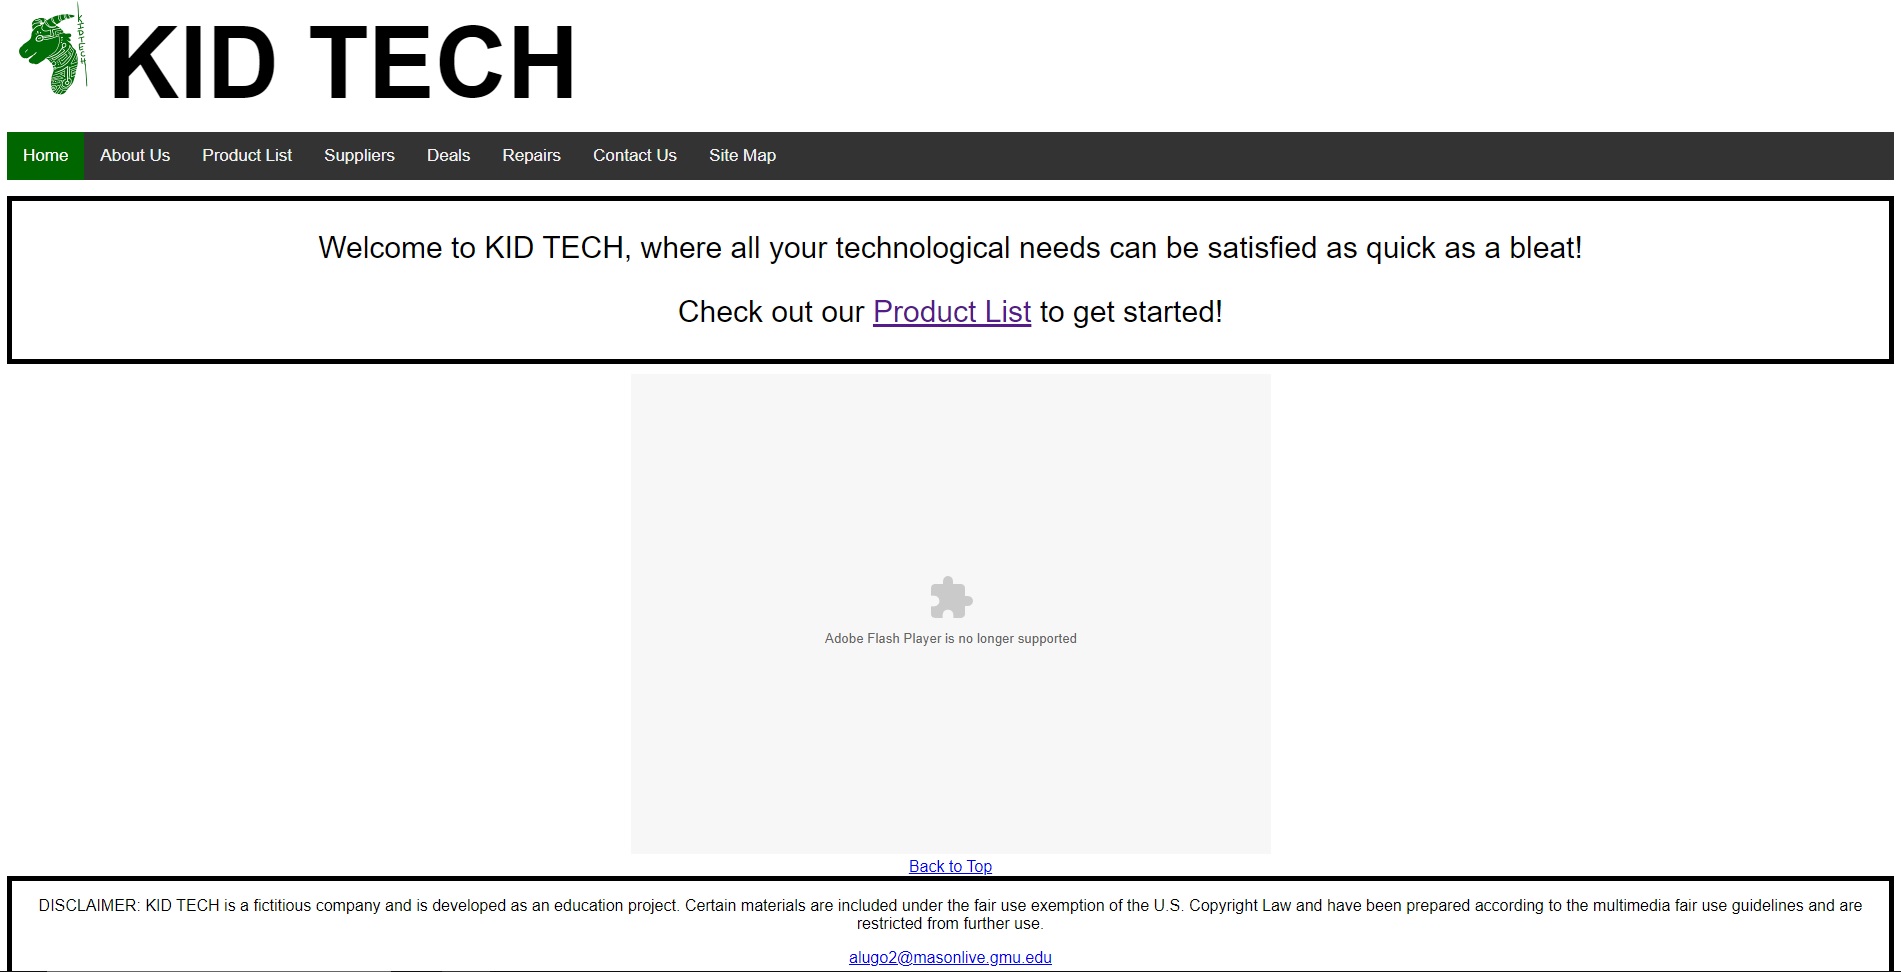 KIDTECH
KID TECH
Home About Us Product List Suppliers Deals Repairs Contact Us Site Map
Welcome to KID TECH, where all your technological needs can be satisfied as quick as a bleat!
Check out our Product List to get started!
Adobe Flash Player is no longer supported
Back to Top
DISCLAIMER: KID TECH is a fictitious company and is developed as an education project. Certain materials are included under the fair use exemption of the U.S. Copyright Law and have been prepared according to the multimedia fair use guidelines and are
restricted from further use.
alugo2@masonlive.gmu.edu